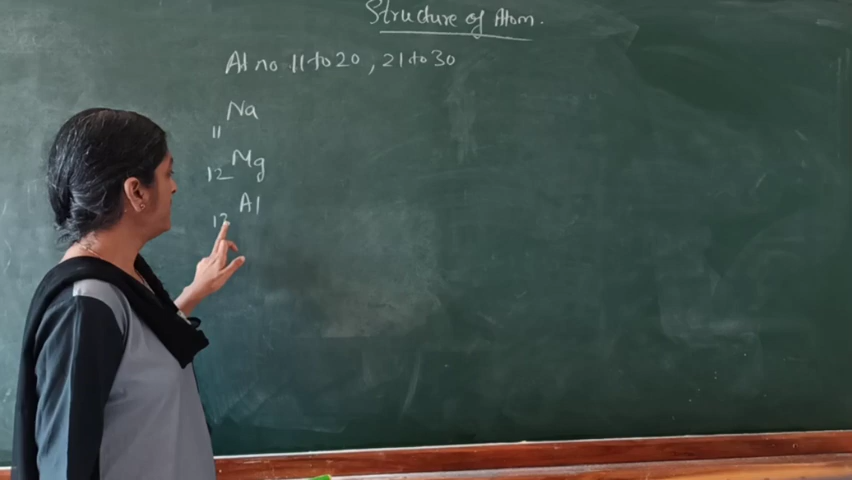 Structure of Atom.
At no 11 to 20, 21 to 30
11 Na
12 Mg
13 Al